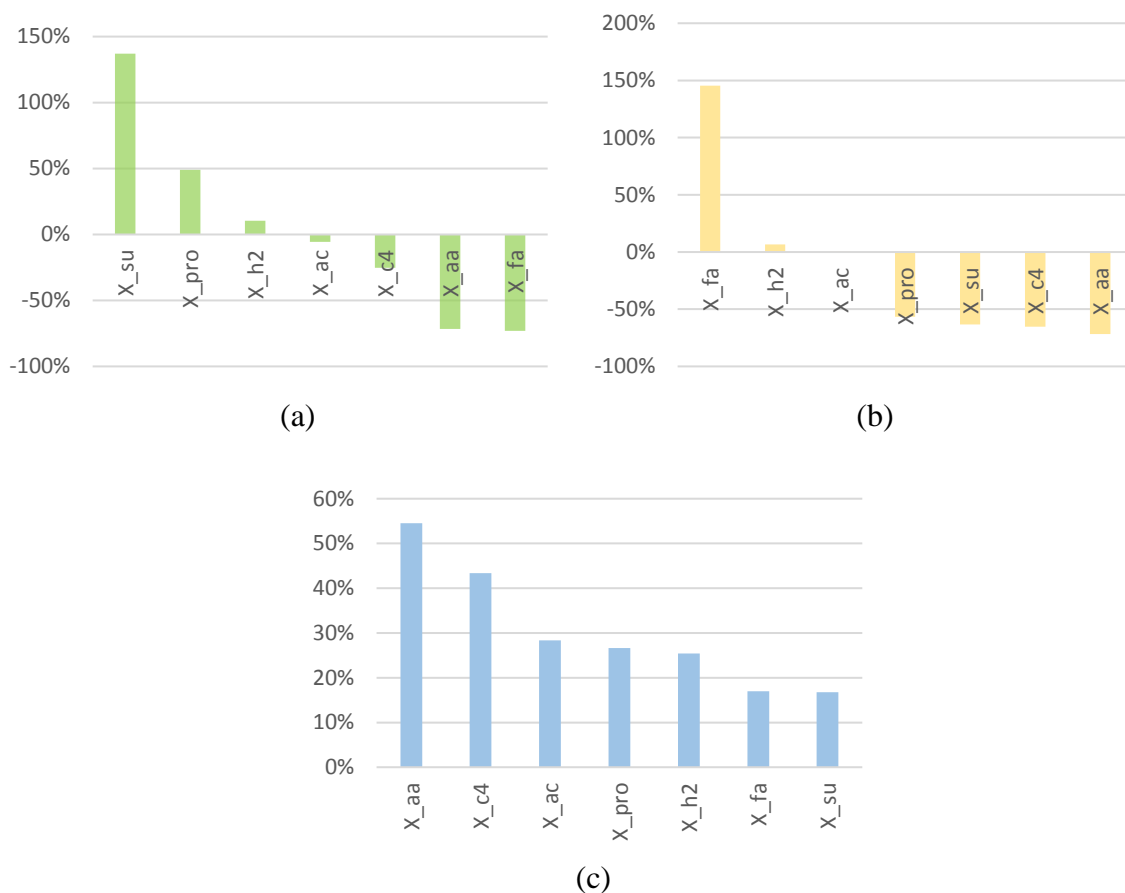 150%
100%
50%
0%
-50%
-100%
X_su
X_pro
X_h2
X_ac
X_c4
X_aa
X_fa
(a)
200%
150%
100%
50%
0%
-50%
-100%
X_fa
X_h2
X_ac
X_pro
X_su
X_c4
X_aa
(b)
60%
50%
40%
30%
20%
10%
0%
X_aa
X_c4
X_ac
X_pro
X_h2
X_fa
X_su
(c)